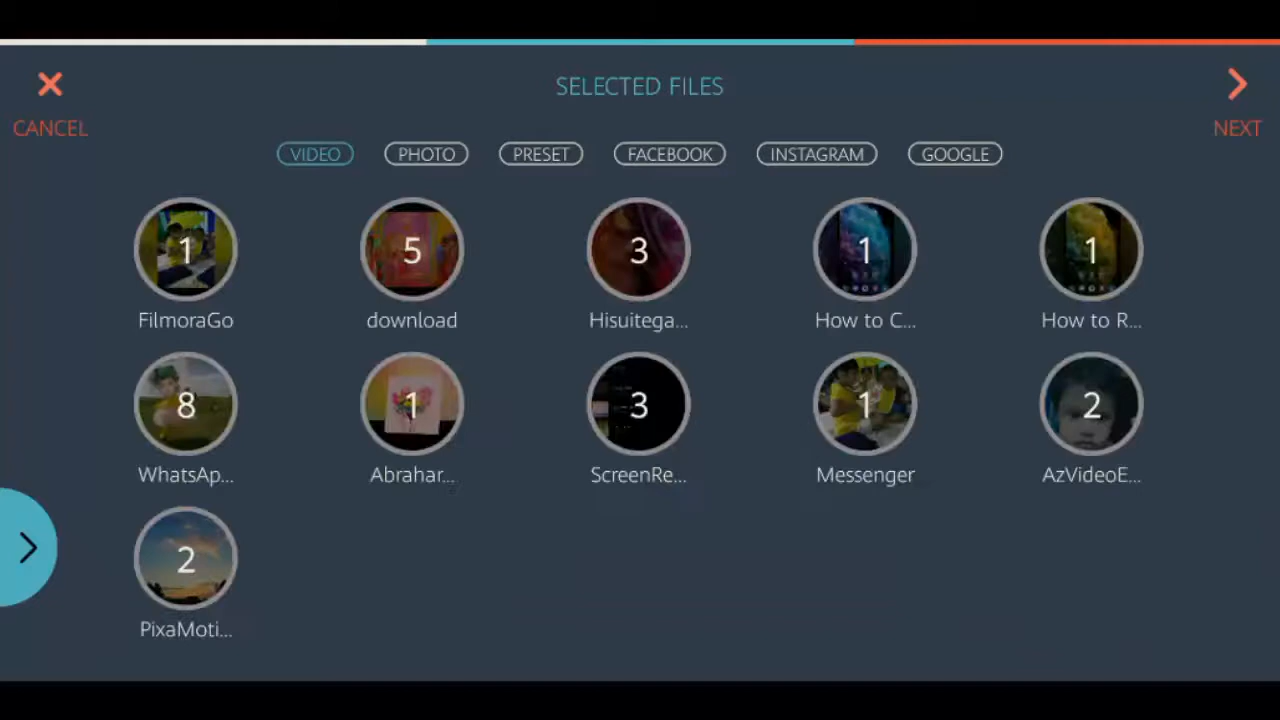 SELECTED FILES
CANCEL
NEXT
VIDEO PHOTO PRESET FACEBOOK INSTAGRAM GOOGLE
1 5 3 1 1
FilmoraGo download Hisuitega... How to C... How to R...
8 1 3 1 2
WhatsAp... Abrahar... ScreenRe... Messenger AzVideoE...
2
PixaMoti...